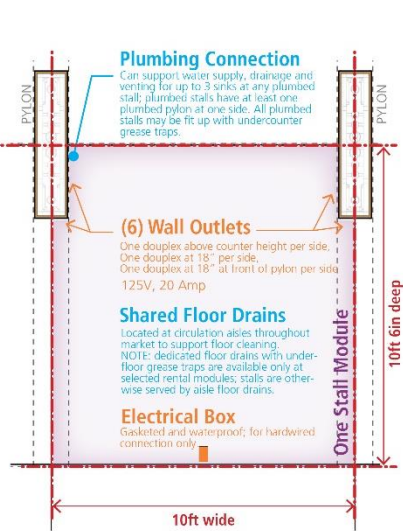 Plumbing Connection
Can support water supply, drainage and
venting for up to 3 sinks at any plumbed
stall; plumbed stalls have at least one
plumbed pylon at one side. All plumbed
stalls may be fit up with undercounter
grease traps.
PYLON
PYLON
(6) Wall Outlets
One douplex above counter height per side,
One douplex at 18" per side,
One douplex at 18" at front of pylon per side
125V, 20 Amp
Shared Floor Drains
Located at circulation aisles throughout
market to support floor cleaning.
NOTE: dedicated floor drains with under-
floor grease traps are available only at
selected rental modules; stalls are other-
wise served by aisle floor drains.
Electrical Box
Gasketed and waterproof; for hardwired
connection only
One Stall Module
10ft 6in deep
10ft wide